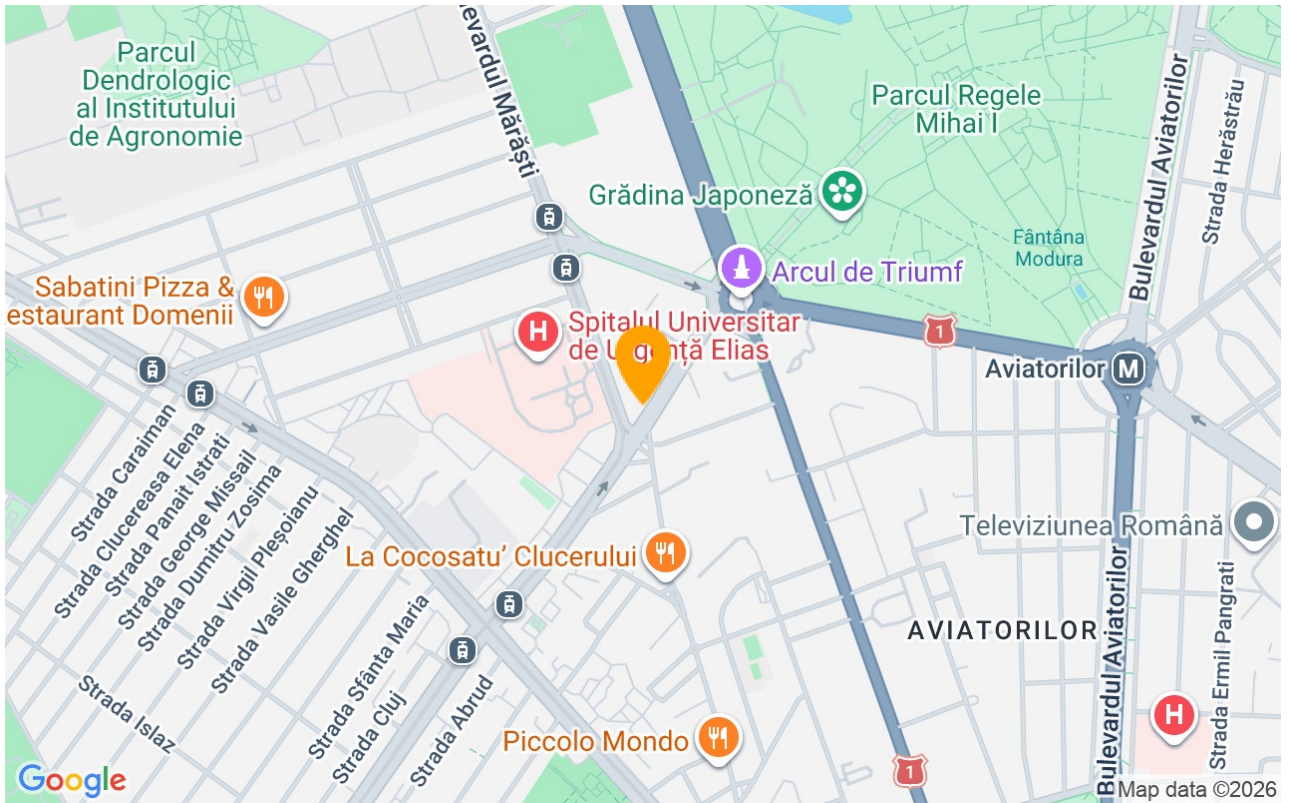 Parcul
Dendrologic
al Institutului
de Agronomie
evardul Mărăști
Parcul Regele
Mihai I
Bulevardul Aviatorilor
Strada Herăstrău
Grădina Japoneză
Fântâna
Modura
Arcul de Triumf
Sabatini Pizza &
estaurant Domenii
H
Spitalul Universitar
de Urgență Elias
1
Aviatorilor
M
Strada Caraiman
Strada Clucereasa Elena
Strada Panait Istrati
Strada George Missail
Strada Dumitru Zosima
Strada Virgil Pleșoianu
Strada Vasile Gherghel
Televiziunea Română
La Cocosatu' Clucerului
AVIATORILOR
Bulevardul Aviatorilor
Strada Ermil Pangrati
Strada Sfânta Maria
Strada Cluj
Strada Abrud
Strada Islaz
H
Piccolo Mondo
1
Google
Map data ©2026